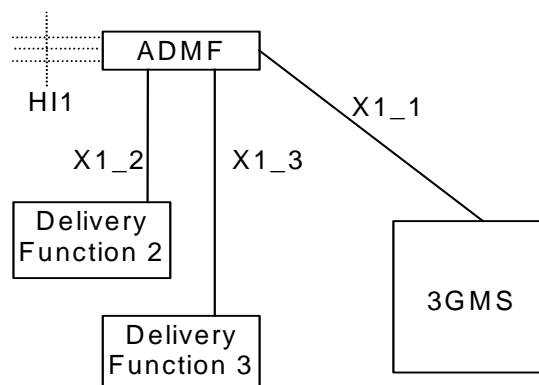 ADMF
HI1
X1_1
X1_2
X1_3
Delivery
Function 2
3GMS
Delivery
Function 3